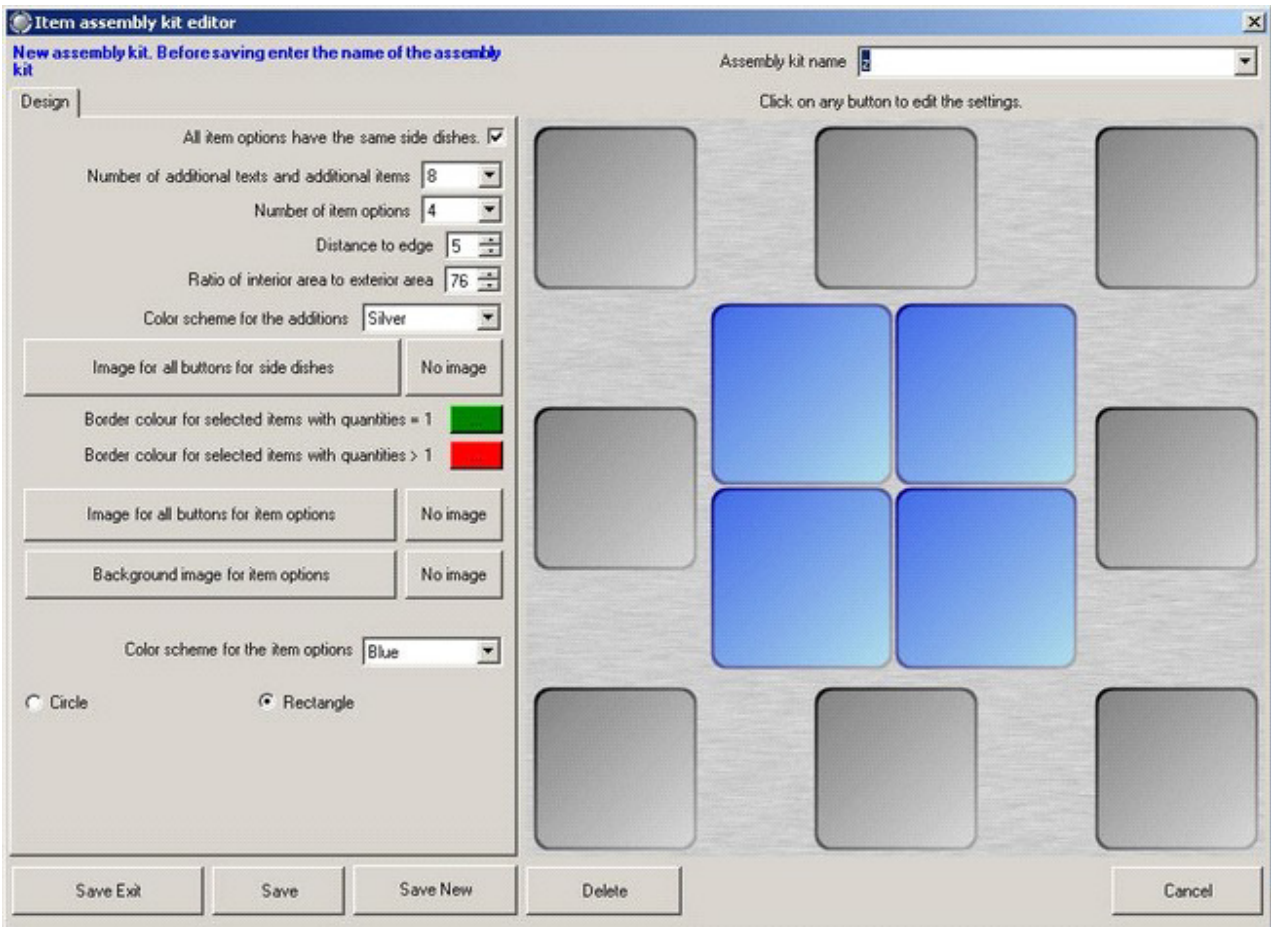 Item assembly kit editor
New assembly kit. Before saving enter the name of the assembly
kit
Assembly kit name z
Design
Click on any button to edit the settings.
All item options have the same side dishes.
Number of additional texts and additional items 8
Number of item options 4
Distance to edge 5
Ratio of interior area to exterior area 76
Color scheme for the additions Silver
Image for all buttons for side dishes No image
Border colour for selected items with quantities = 1 ...
Border colour for selected items with quantities > 1 ...
Image for all buttons for item options No image
Background image for item options No image
Color scheme for the item options Blue
Circle Rectangle
Save Exit Save Save New Delete Cancel